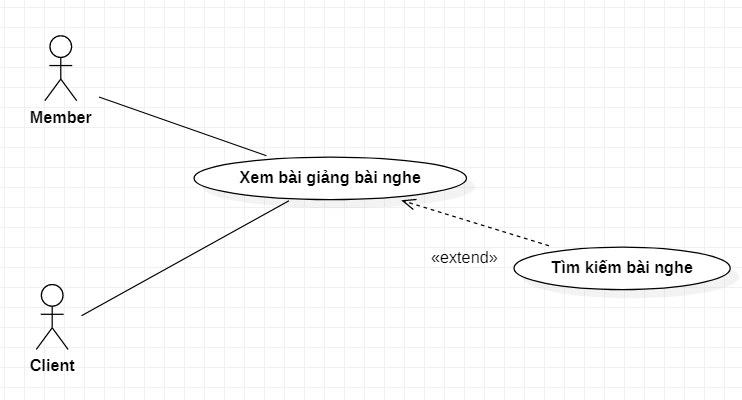 Member
Xem bài giảng bài nghe
«extend»
Tìm kiếm bài nghe
Client